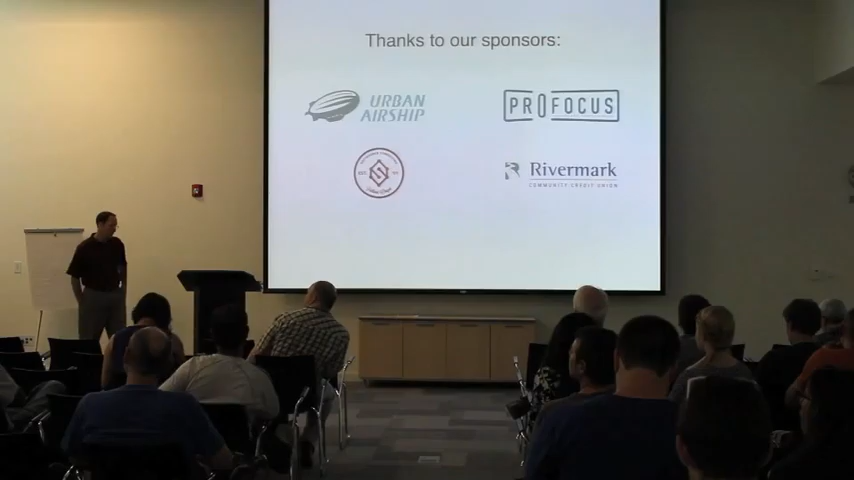 Thanks to our sponsors:
URBAN
AIRSHIP
PROFOCUS
Rivermark
COMMUNITY CREDIT UNION